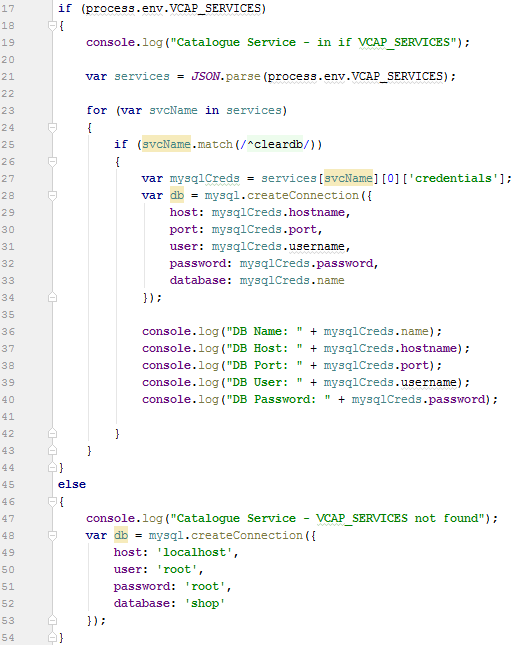 17 if (process.env.VCAP_SERVICES)
18 {
19     console.log("Catalogue Service - in if VCAP_SERVICES");
20
21     var services = JSON.parse(process.env.VCAP_SERVICES);
22
23     for (var svcName in services)
24     {
25         if (svcName.match(/^cleardb/))
26         {
27             var mysqlCreds = services[svcName][0]['credentials'];
28             var db = mysql.createConnection({
29                 host: mysqlCreds.hostname,
30                 port: mysqlCreds.port,
31                 user: mysqlCreds.username,
32                 password: mysqlCreds.password,
33                 database: mysqlCreds.name
34             });
35
36             console.log("DB Name: " + mysqlCreds.name);
37             console.log("DB Host: " + mysqlCreds.hostname);
38             console.log("DB Port: " + mysqlCreds.port);
39             console.log("DB User: " + mysqlCreds.username);
40             console.log("DB Password: " + mysqlCreds.password);
41
42         }
43     }
44 }
45 else
46 {
47     console.log("Catalogue Service - VCAP_SERVICES not found");
48     var db = mysql.createConnection({
49         host: 'localhost',
50         user: 'root',
51         password: 'root',
52         database: 'shop'
53     });
54 }